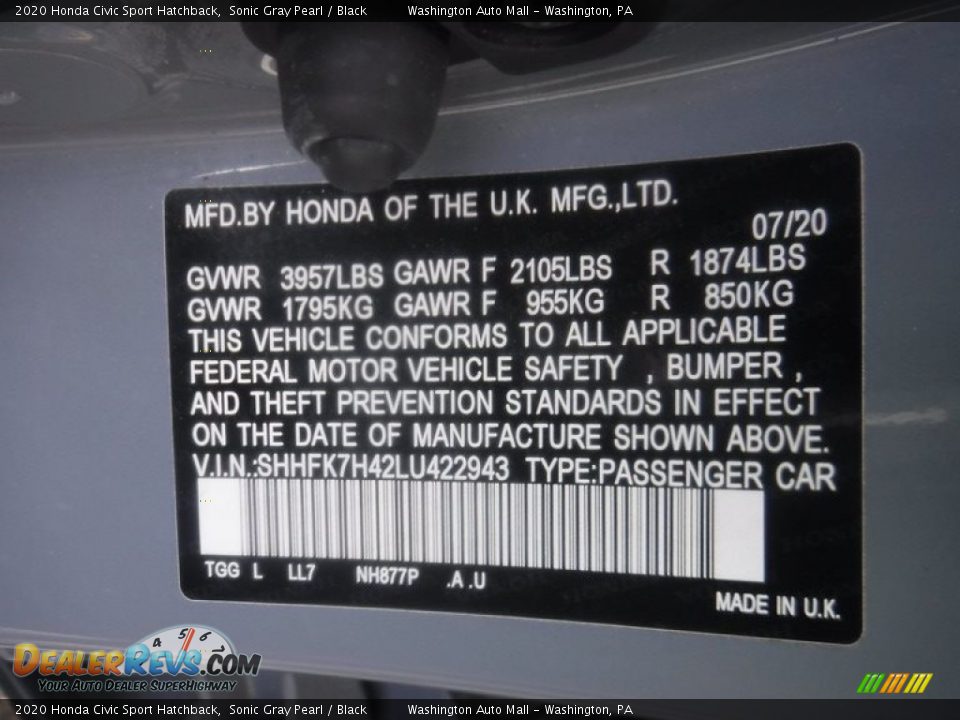 2020 Honda Civic Sport Hatchback, Sonic Gray Pearl / Black Washington Auto Mall - Washington, PA
MFD.BY HONDA OF THE U.K. MFG.,LTD.
07/20
GVWR 3957LBS GAWR F 2105LBS R 1874LBS
GVWR 1795KG GAWR F 955KG R 850KG
THIS VEHICLE CONFORMS TO ALL APPLICABLE
FEDERAL MOTOR VEHICLE SAFETY , BUMPER ,
AND THEFT PREVENTION STANDARDS IN EFFECT
ON THE DATE OF MANUFACTURE SHOWN ABOVE.
V.I.N.:SHHFK7H42LU422943 TYPE:PASSENGER CAR
TGG L LL7 NH877P .A .U
MADE IN U.K.
4 5 6 7
DEALERREVS.COM
YOUR AUTO DEALER SUPERHIGHWAY
2020 Honda Civic Sport Hatchback, Sonic Gray Pearl / Black Washington Auto Mall - Washington, PA